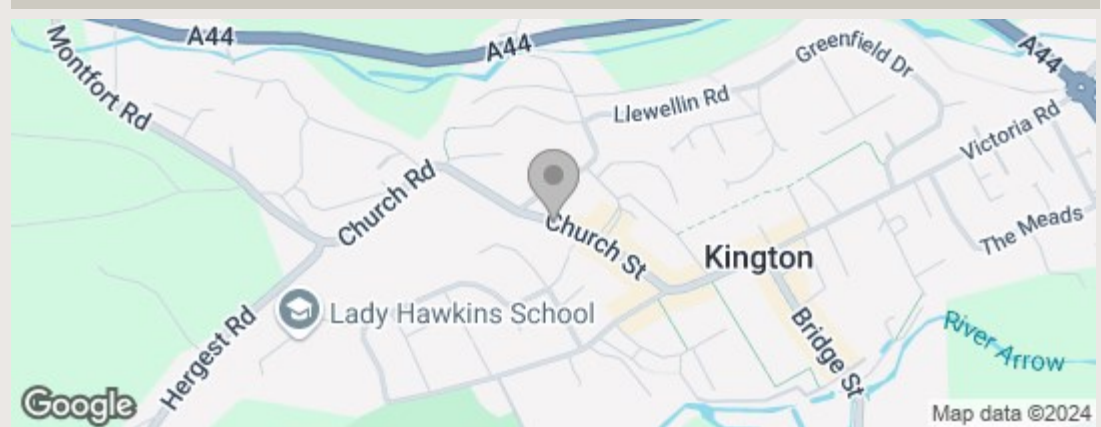 A44
A44
A44
Montfort Rd
Greenfield Dr
Llewellin Rd
Victoria Rd
Church Rd
Church St
The Meads
Kington
Lady Hawkins School
Hergest Rd
Bridge St
River Arrow
Google
Map data ©2024